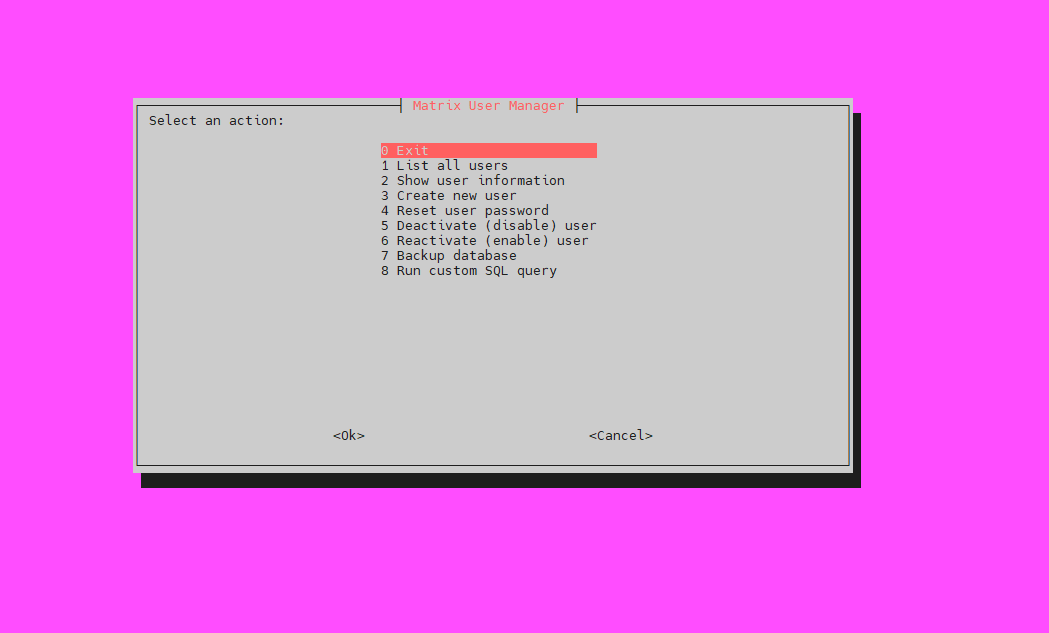 Matrix User Manager
Select an action:
0 Exit
1 List all users
2 Show user information
3 Create new user
4 Reset user password
5 Deactivate (disable) user
6 Reactivate (enable) user
7 Backup database
8 Run custom SQL query
<Ok> <Cancel>